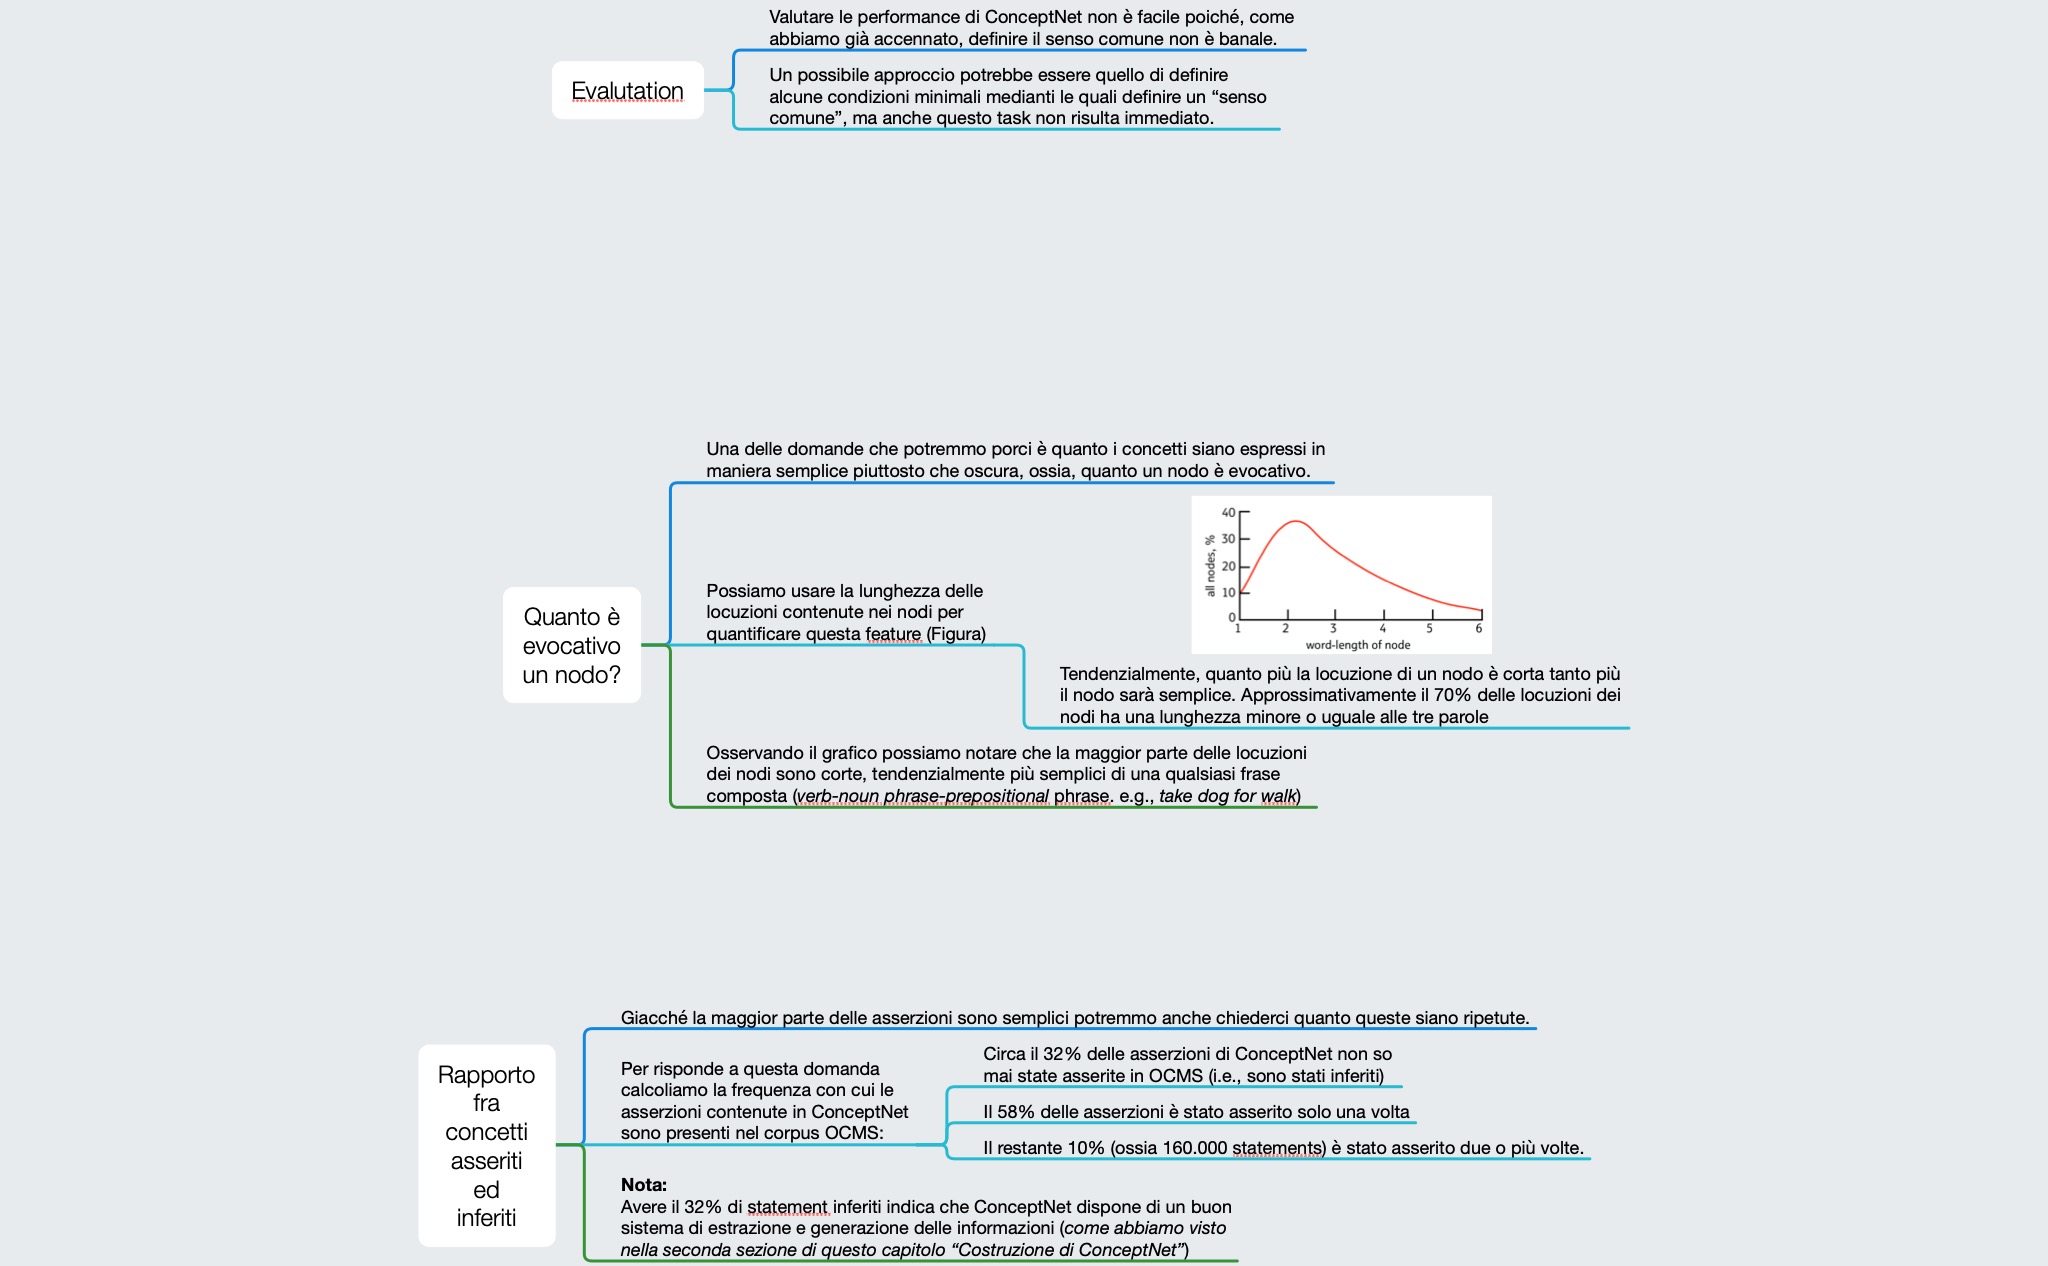 Valutare le performance di ConceptNet non è facile poiché, come
abbiamo già accennato, definire il senso comune non è banale.
Evalutation
Un possibile approccio potrebbe essere quello di definire
alcune condizioni minimali medianti le quali definire un “senso
comune”, ma anche questo task non risulta immediato.
Una delle domande che potremmo porci è quanto i concetti siano espressi in
maniera semplice piuttosto che oscura, ossia, quanto un nodo è evocativo.
Quanto è
evocativo
un nodo?
Possiamo usare la lunghezza delle
locuzioni contenute nei nodi per
quantificare questa feature (Figura)
all nodes, %
40
30
20
10
0
1 2 3 4 5 6
word-length of node
Tendenzialmente, quanto più la locuzione di un nodo è corta tanto più
il nodo sarà semplice. Approssimativamente il 70% delle locuzioni dei
nodi ha una lunghezza minore o uguale alle tre parole
Osservando il grafico possiamo notare che la maggior parte delle locuzioni
dei nodi sono corte, tendenzialmente più semplici di una qualsiasi frase
composta (verb-noun phrase-prepositional phrase. e.g., take dog for walk)
Giacché la maggior parte delle asserzioni sono semplici potremmo anche chiederci quanto queste siano ripetute.
Rapporto
fra
concetti
asseriti
ed
inferiti
Per risponde a questa domanda
calcoliamo la frequenza con cui le
asserzioni contenute in ConceptNet
sono presenti nel corpus OCMS:
Circa il 32% delle asserzioni di ConceptNet non so
mai state asserite in OCMS (i.e., sono stati inferiti)
Il 58% delle asserzioni è stato asserito solo una volta
Il restante 10% (ossia 160.000 statements) è stato asserito due o più volte.
Nota:
Avere il 32% di statement inferiti indica che ConceptNet dispone di un buon
sistema di estrazione e generazione delle informazioni (come abbiamo visto
nella seconda sezione di questo capitolo “Costruzione di ConceptNet”)